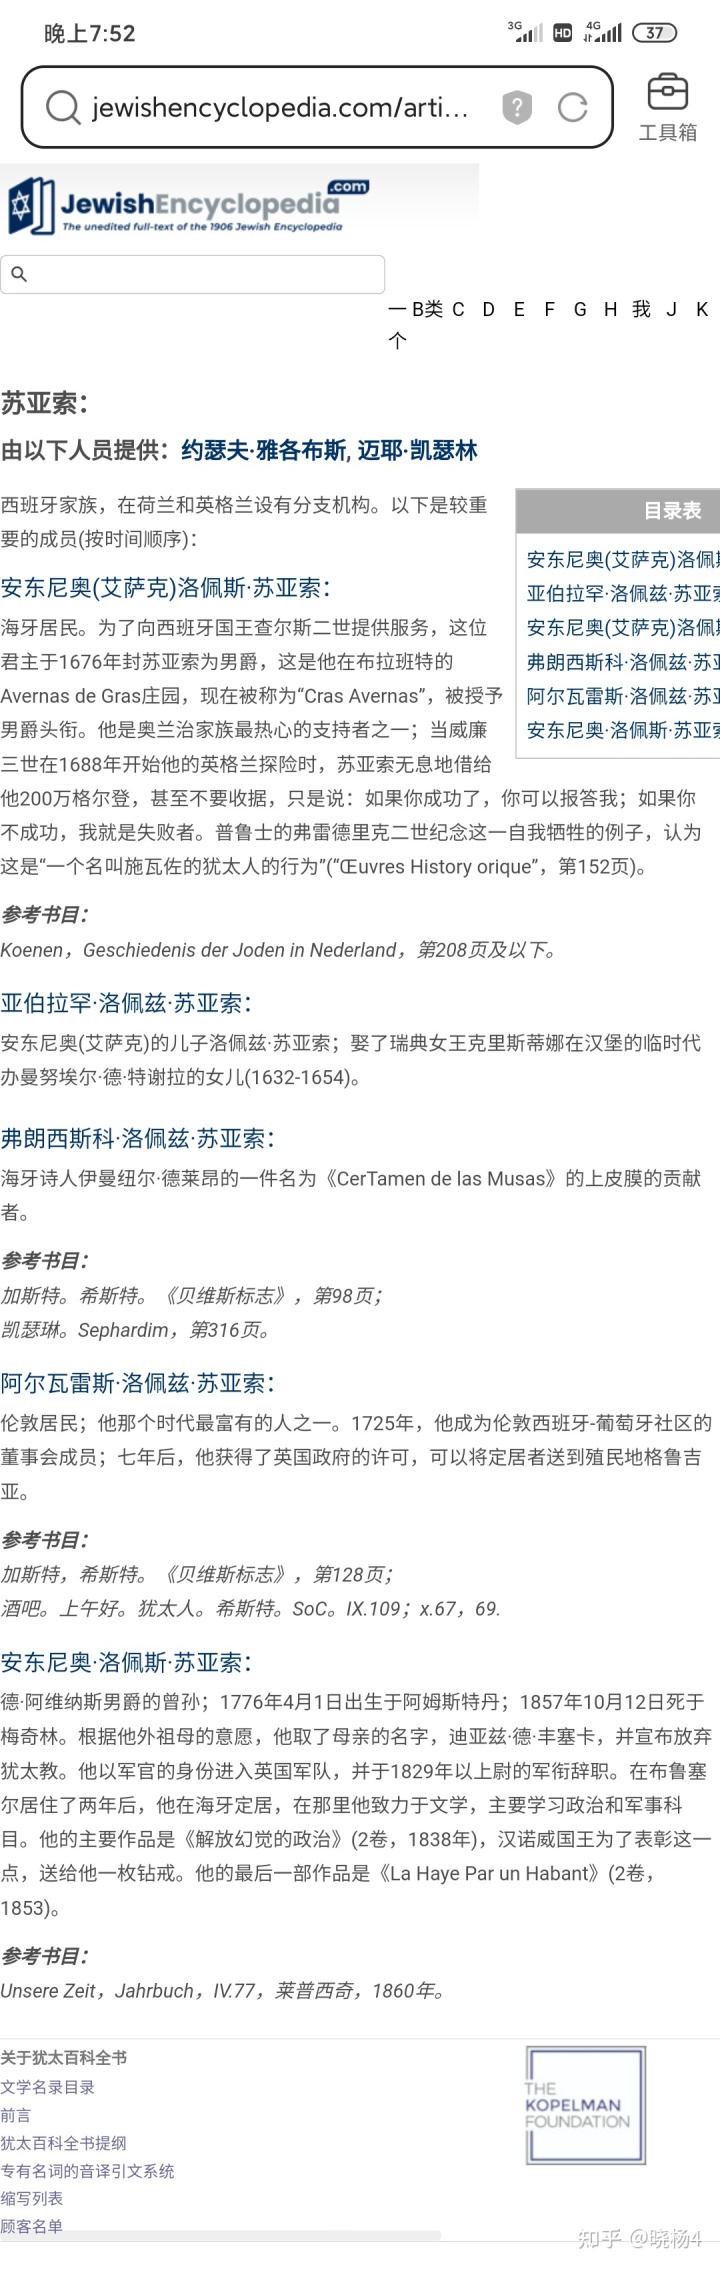 晚上7:52
3G HD 4G 37
jewishencyclopedia.com/arti...
工具箱
JewishEncyclopedia.com
The unedited full-text of the 1906 Jewish Encyclopedia
一个 B类 C D E F G H 我 J K
苏亚索：
由以下人员提供：约瑟夫·雅各布斯, 迈耶·凯瑟林
西班牙家族，在荷兰和英格兰设有分支机构。以下是较重
要的成员(按时间顺序)：
目录表
安东尼奥(艾萨克)洛佩斯
亚伯拉罕·洛佩兹·苏亚索
安东尼奥(艾萨克)洛佩斯
弗朗西斯科·洛佩兹·苏亚
阿尔瓦雷斯·洛佩兹·苏亚
安东尼奥·洛佩斯·苏亚索
安东尼奥(艾萨克)洛佩斯·苏亚索：
海牙居民。为了向西班牙国王查尔斯二世提供服务，这位
君主于1676年封苏亚索为男爵，这是他在布拉班特的
Avernas de Gras庄园，现在被称为“Cras Avernas”，被授予
男爵头衔。他是奥兰治家族最热心的支持者之一；当威廉
三世在1688年开始他的英格兰探险时，苏亚索无息地借给
他200万格尔登，甚至不要收据，只是说：如果你成功了，你可以报答我；如果你
不成功，我就是失败者。普鲁士的弗雷德里克二世纪念这一自我牺牲的例子，认为
这是“一个名叫施瓦佐的犹太人的行为”(“Œuvres History orique”，第152页)。
参考书目：
Koenen，Geschiedenis der Joden in Nederland，第208页及以下。
亚伯拉罕·洛佩兹·苏亚索：
安东尼奥(艾萨克)的儿子洛佩兹·苏亚索；娶了瑞典女王克里斯蒂娜在汉堡的临时代
办曼努埃尔·德·特谢拉的女儿(1632-1654)。
弗朗西斯科·洛佩兹·苏亚索：
海牙诗人伊曼纽尔·德莱昂的一件名为《CerTamen de las Musas》的上皮膜的贡献
者。
参考书目：
加斯特。希斯特。《贝维斯标志》，第98页；
凯瑟琳。Sephardim，第316页。
阿尔瓦雷斯·洛佩兹·苏亚索：
伦敦居民；他那个时代最富有的人之一。1725年，他成为伦敦西班牙-葡萄牙社区的
董事会成员；七年后，他获得了英国政府的许可，可以将定居者送到殖民地格鲁吉
亚。
参考书目：
加斯特，希斯特。《贝维斯标志》，第128页；
酒吧。上午好。犹太人。希斯特。SoC。IX.109；x.67，69.
安东尼奥·洛佩斯·苏亚索：
德·阿维纳斯男爵的曾孙；1776年4月1日出生于阿姆斯特丹；1857年10月12日死于
梅奇林。根据他外祖母的意愿，他取了母亲的名字，迪亚兹·德·丰塞卡，并宣布放弃
犹太教。他以军官的身份进入英国军队，并于1829年以上尉的军衔辞职。在布鲁塞
尔居住了两年后，他在海牙定居，在那里他致力于文学，主要学习政治和军事科
目。他的主要作品是《解放幻觉的政治》(2卷，1838年)，汉诺威国王为了表彰这一
点，送给他一枚钻戒。他的最后一部作品是《La Haye Par un Habant》(2卷，
1853)。
参考书目：
Unsere Zeit，Jahrbuch，IV.77，莱普西奇，1860年。
关于犹太百科全书
文学名录目录
前言
犹太百科全书提纲
专有名词的音译引文系统
缩写列表
顾客名单
THE
KOPELMAN
FOUNDATION
知乎 @晓杨4